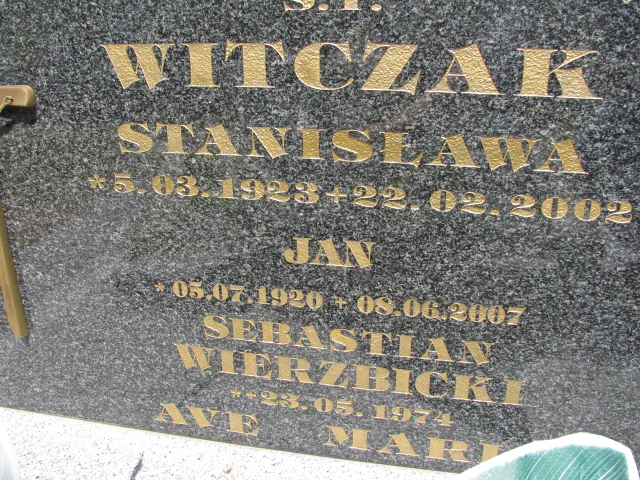 Ś.P.
WITCZAK
STANISŁAWA
*5.03.1923+22.02.2002
JAN
*05.07.1920 + 08.06.2007
SEBASTIAN
WIERZBICKI
**23.05.1974
AVE MARI